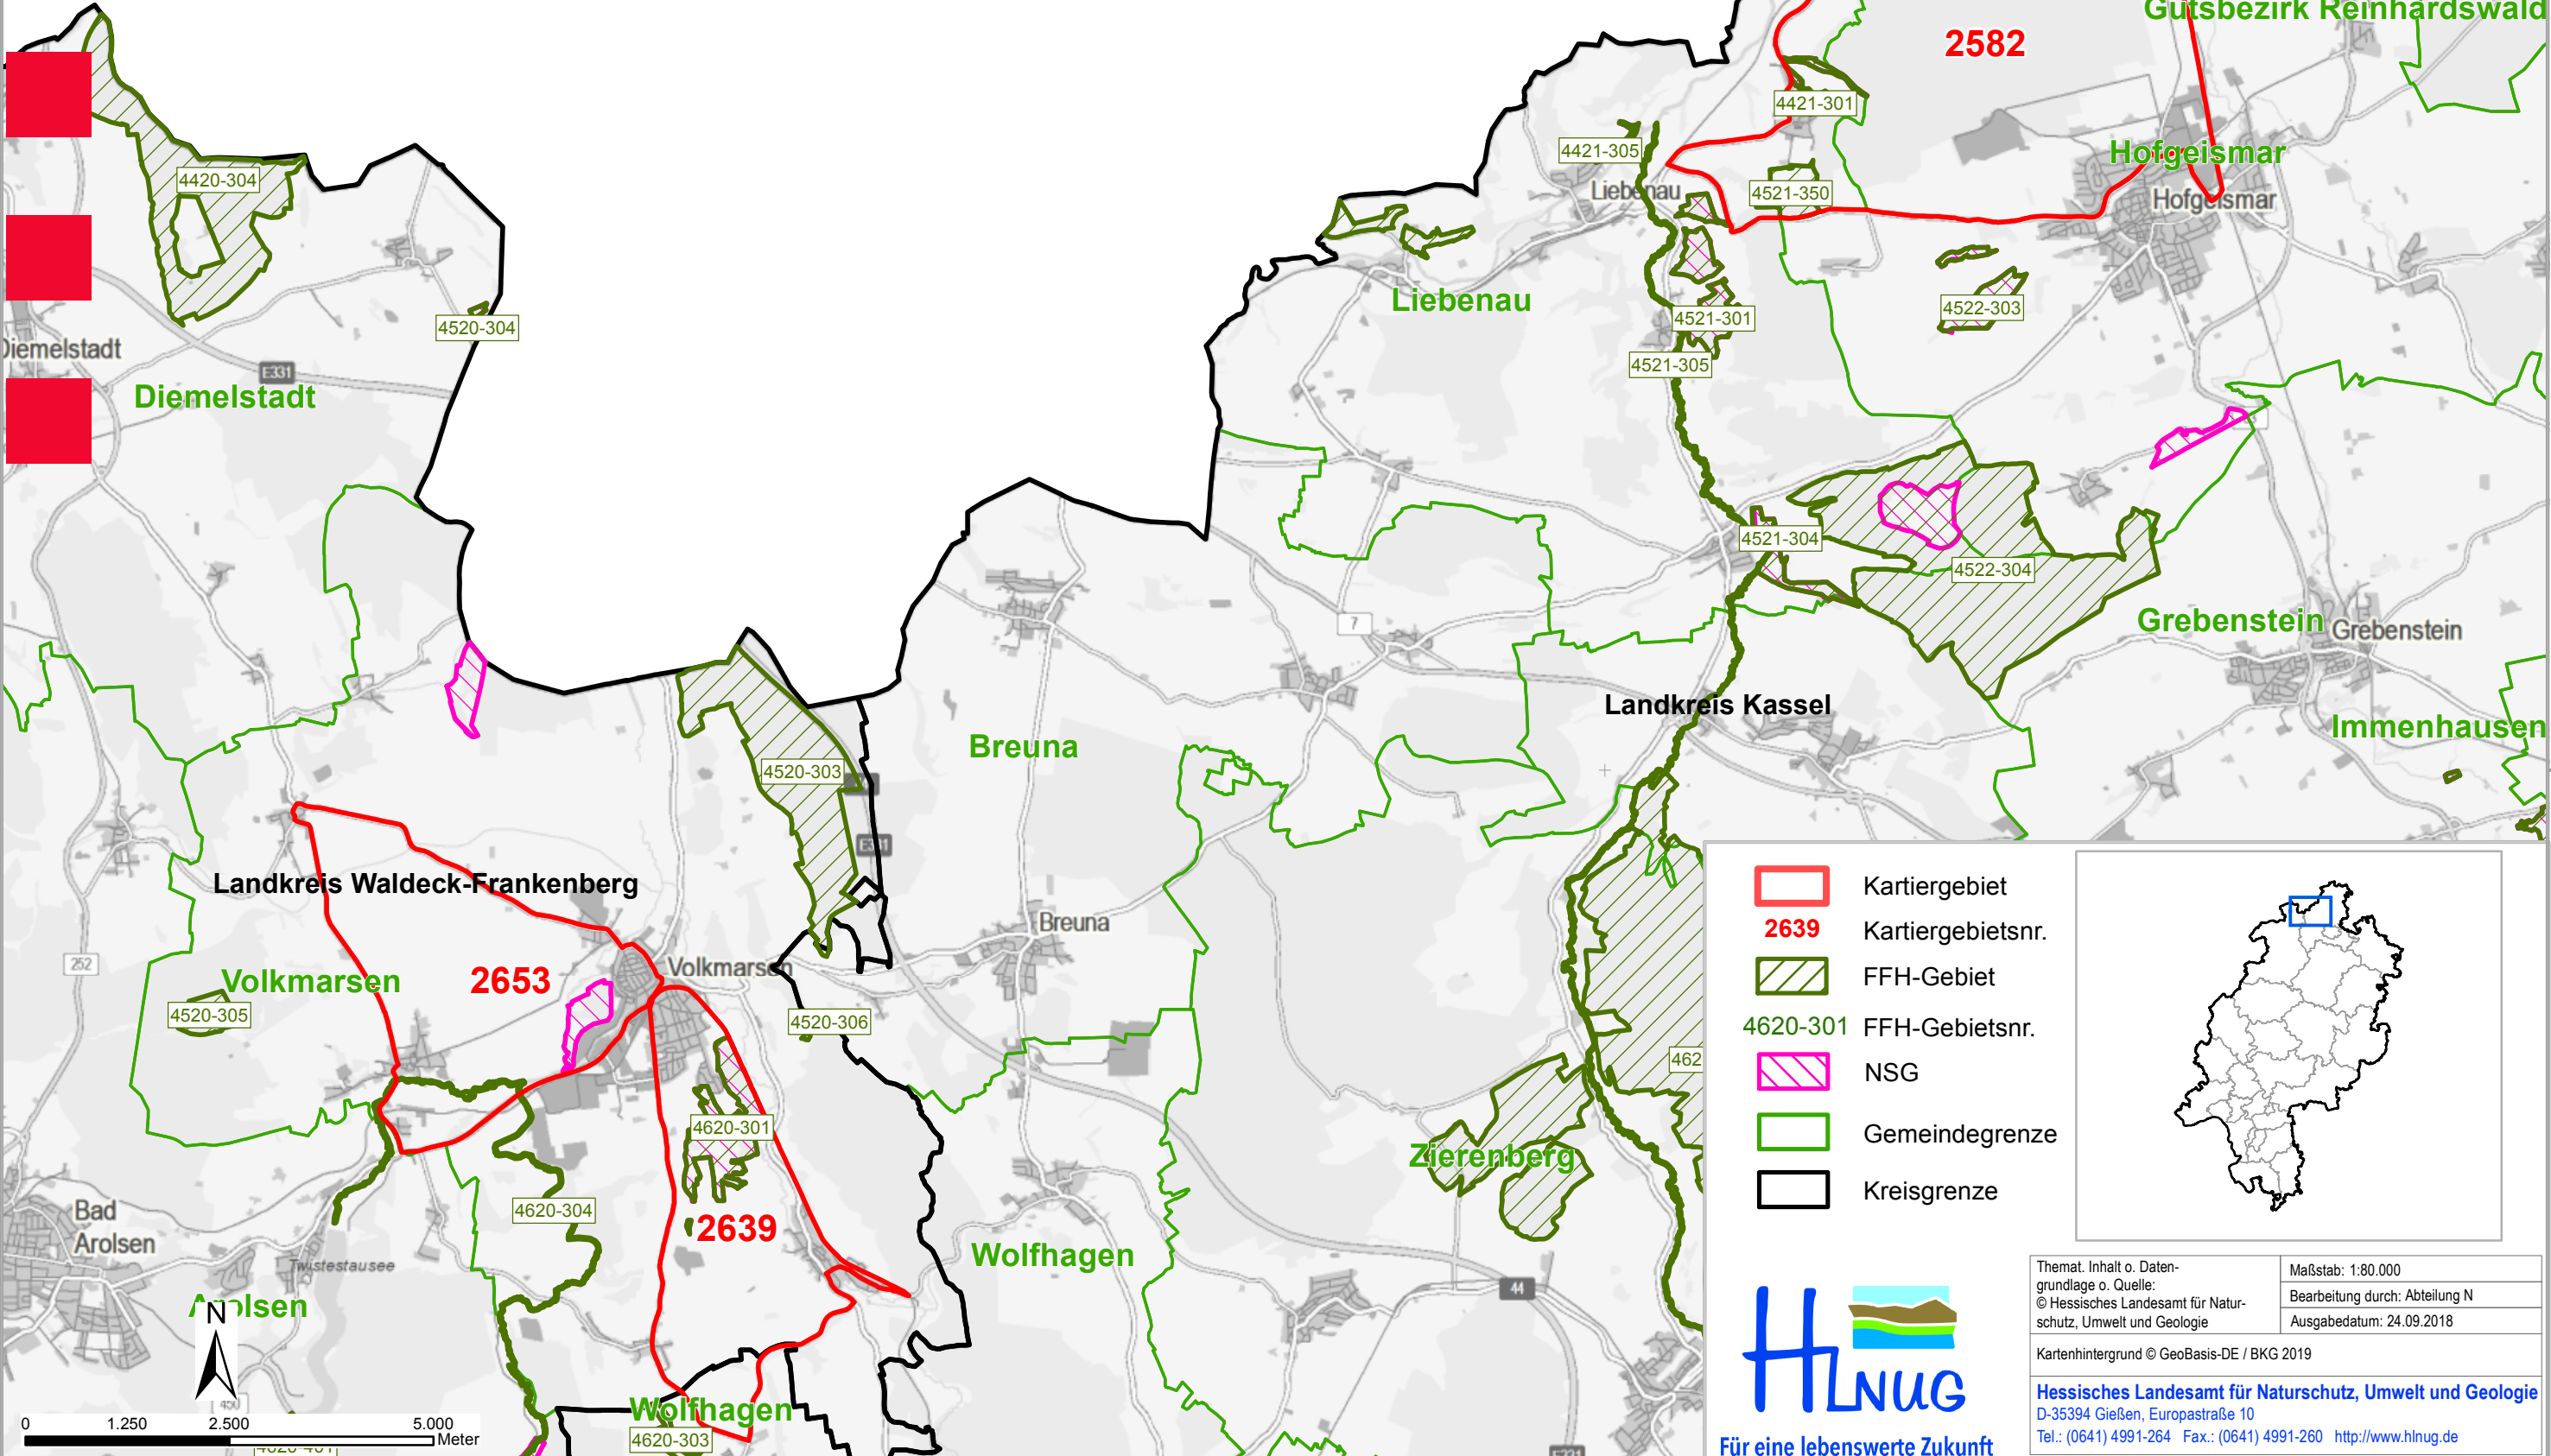 Gutsbezirk Reinhardswald
2582
4421-301
4421-305
Hofgeismar
4420-304
Liebenau
4521-350
Hofgeismar
4520-304
Liebenau
4521-301
4522-303
Diemelstadt
4521-305
E331
Diemelstadt
4521-304
4522-304
7
Grebenstein
Grebenstein
Landkreis Kassel
Immenhausen
Breuna
4520-303
Landkreis Waldeck-Frankenberg
Breuna
252
Volkmarsen
2653
Volkmarsen
4520-305
4520-306
462
4620-301
Zierenberg
Bad
Arolsen
4620-304
2639
Wolfhagen
Twistestausee
44
Arolsen
N
450
Wolfhagen
4620-303
0 1.250 2.500 5.000
Meter
Kartiergebiet
2639 Kartiergebietsnr.
FFH-Gebiet
4620-301 FFH-Gebietsnr.
NSG
Gemeindegrenze
Kreisgrenze
HLNUG
Für eine lebenswerte Zukunft
Themat. Inhalt o. Daten-
grundlage o. Quelle:
© Hessisches Landesamt für Natur-
schutz, Umwelt und Geologie
Maßstab: 1:80.000
Bearbeitung durch: Abteilung N
Ausgabedatum: 24.09.2018
Kartenhintergrund © GeoBasis-DE / BKG 2019
Hessisches Landesamt für Naturschutz, Umwelt und Geologie
D-35394 Gießen, Europastraße 10
Tel.: (0641) 4991-264 Fax.: (0641) 4991-260 http://www.hlnug.de